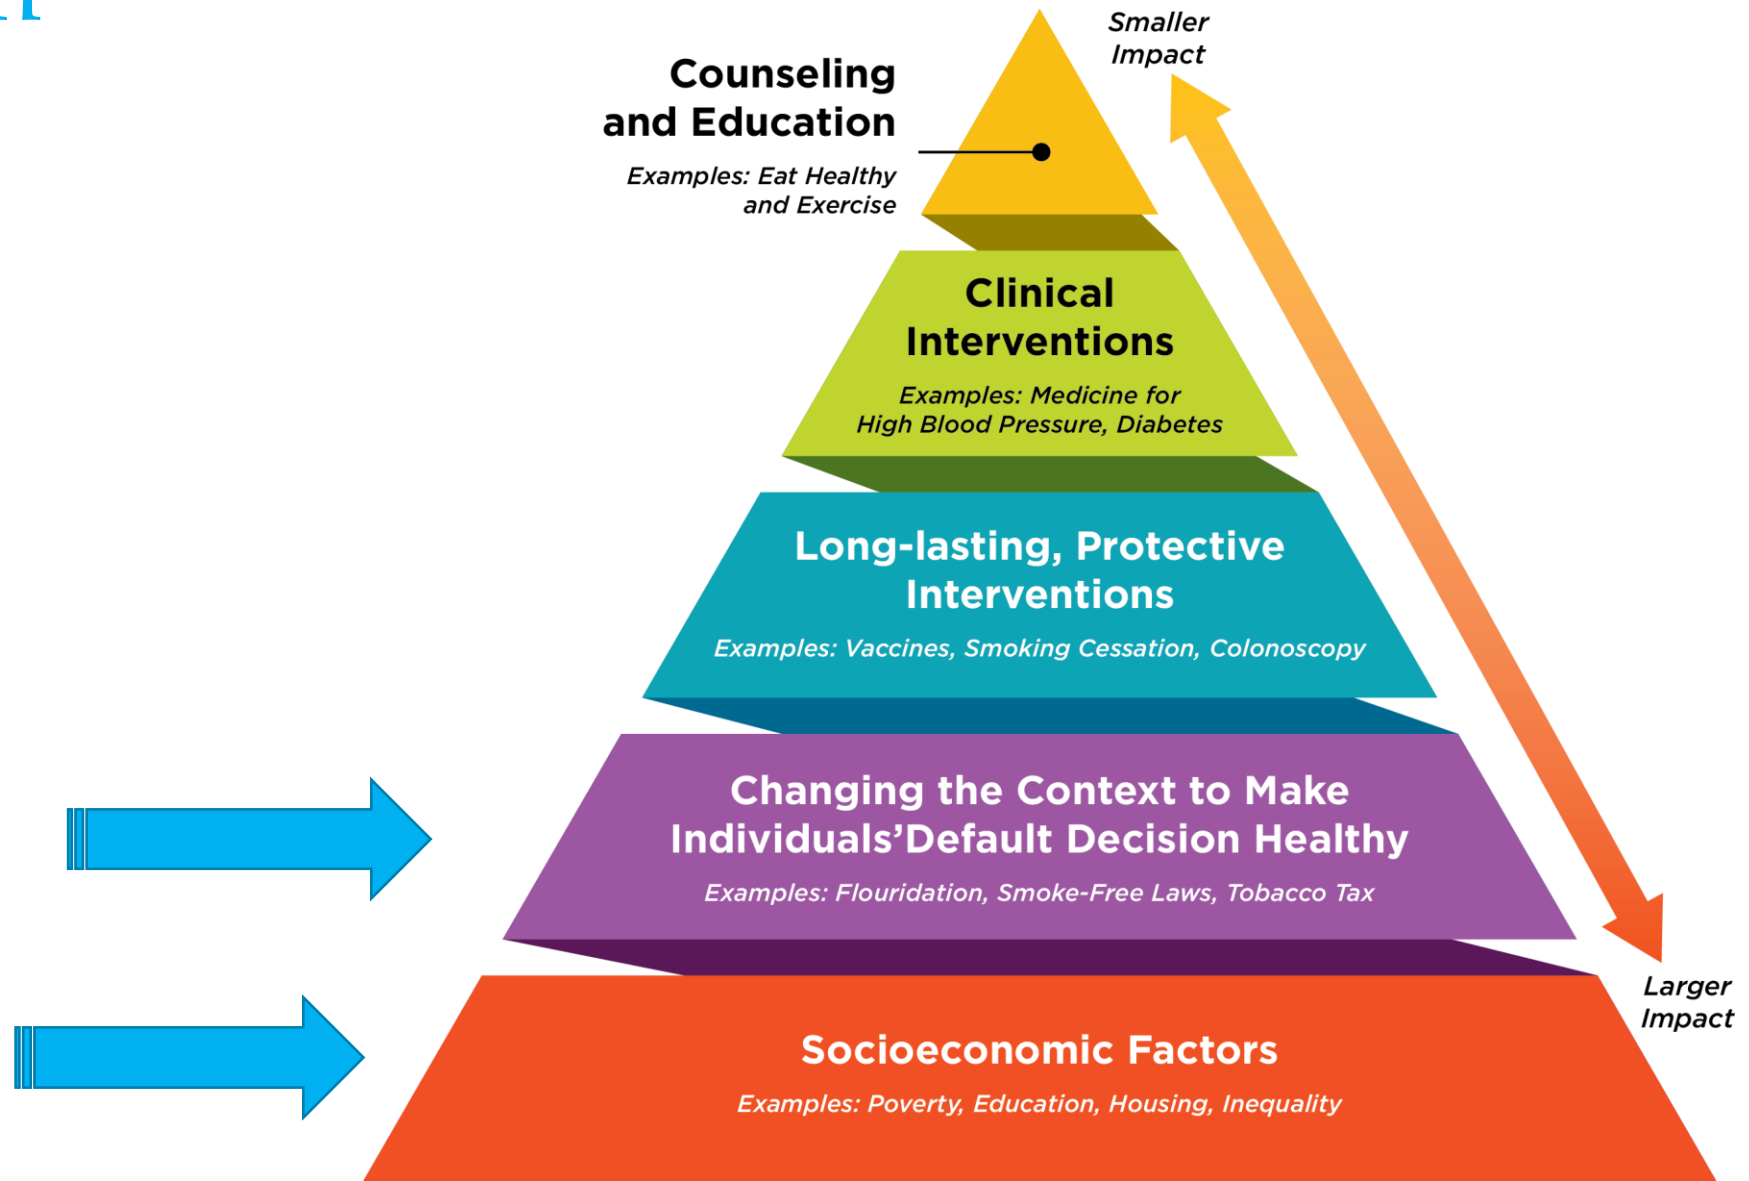 Smaller
Impact
Counseling
and Education
Examples: Eat Healthy
and Exercise
Clinical
Interventions
Examples: Medicine for
High Blood Pressure, Diabetes
Long-lasting, Protective
Interventions
Examples: Vaccines, Smoking Cessation, Colonoscopy
Changing the Context to Make
Individuals’Default Decision Healthy
Examples: Flouridation, Smoke-Free Laws, Tobacco Tax
Larger
Impact
Socioeconomic Factors
Examples: Poverty, Education, Housing, Inequality